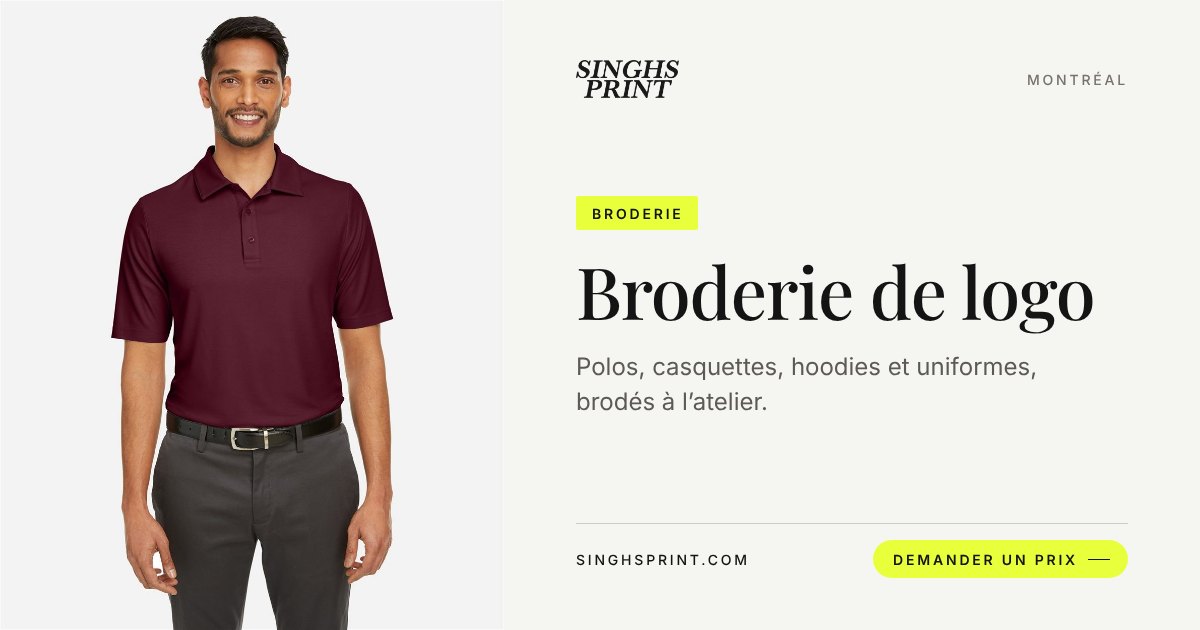 SINGHS
PRINT
MONTRÉAL
BRODERIE
Broderie de logo
Polos, casquettes, hoodies et uniformes,
brodés à l’atelier.
SINGHSPRINT.COM
DEMANDER UN PRIX